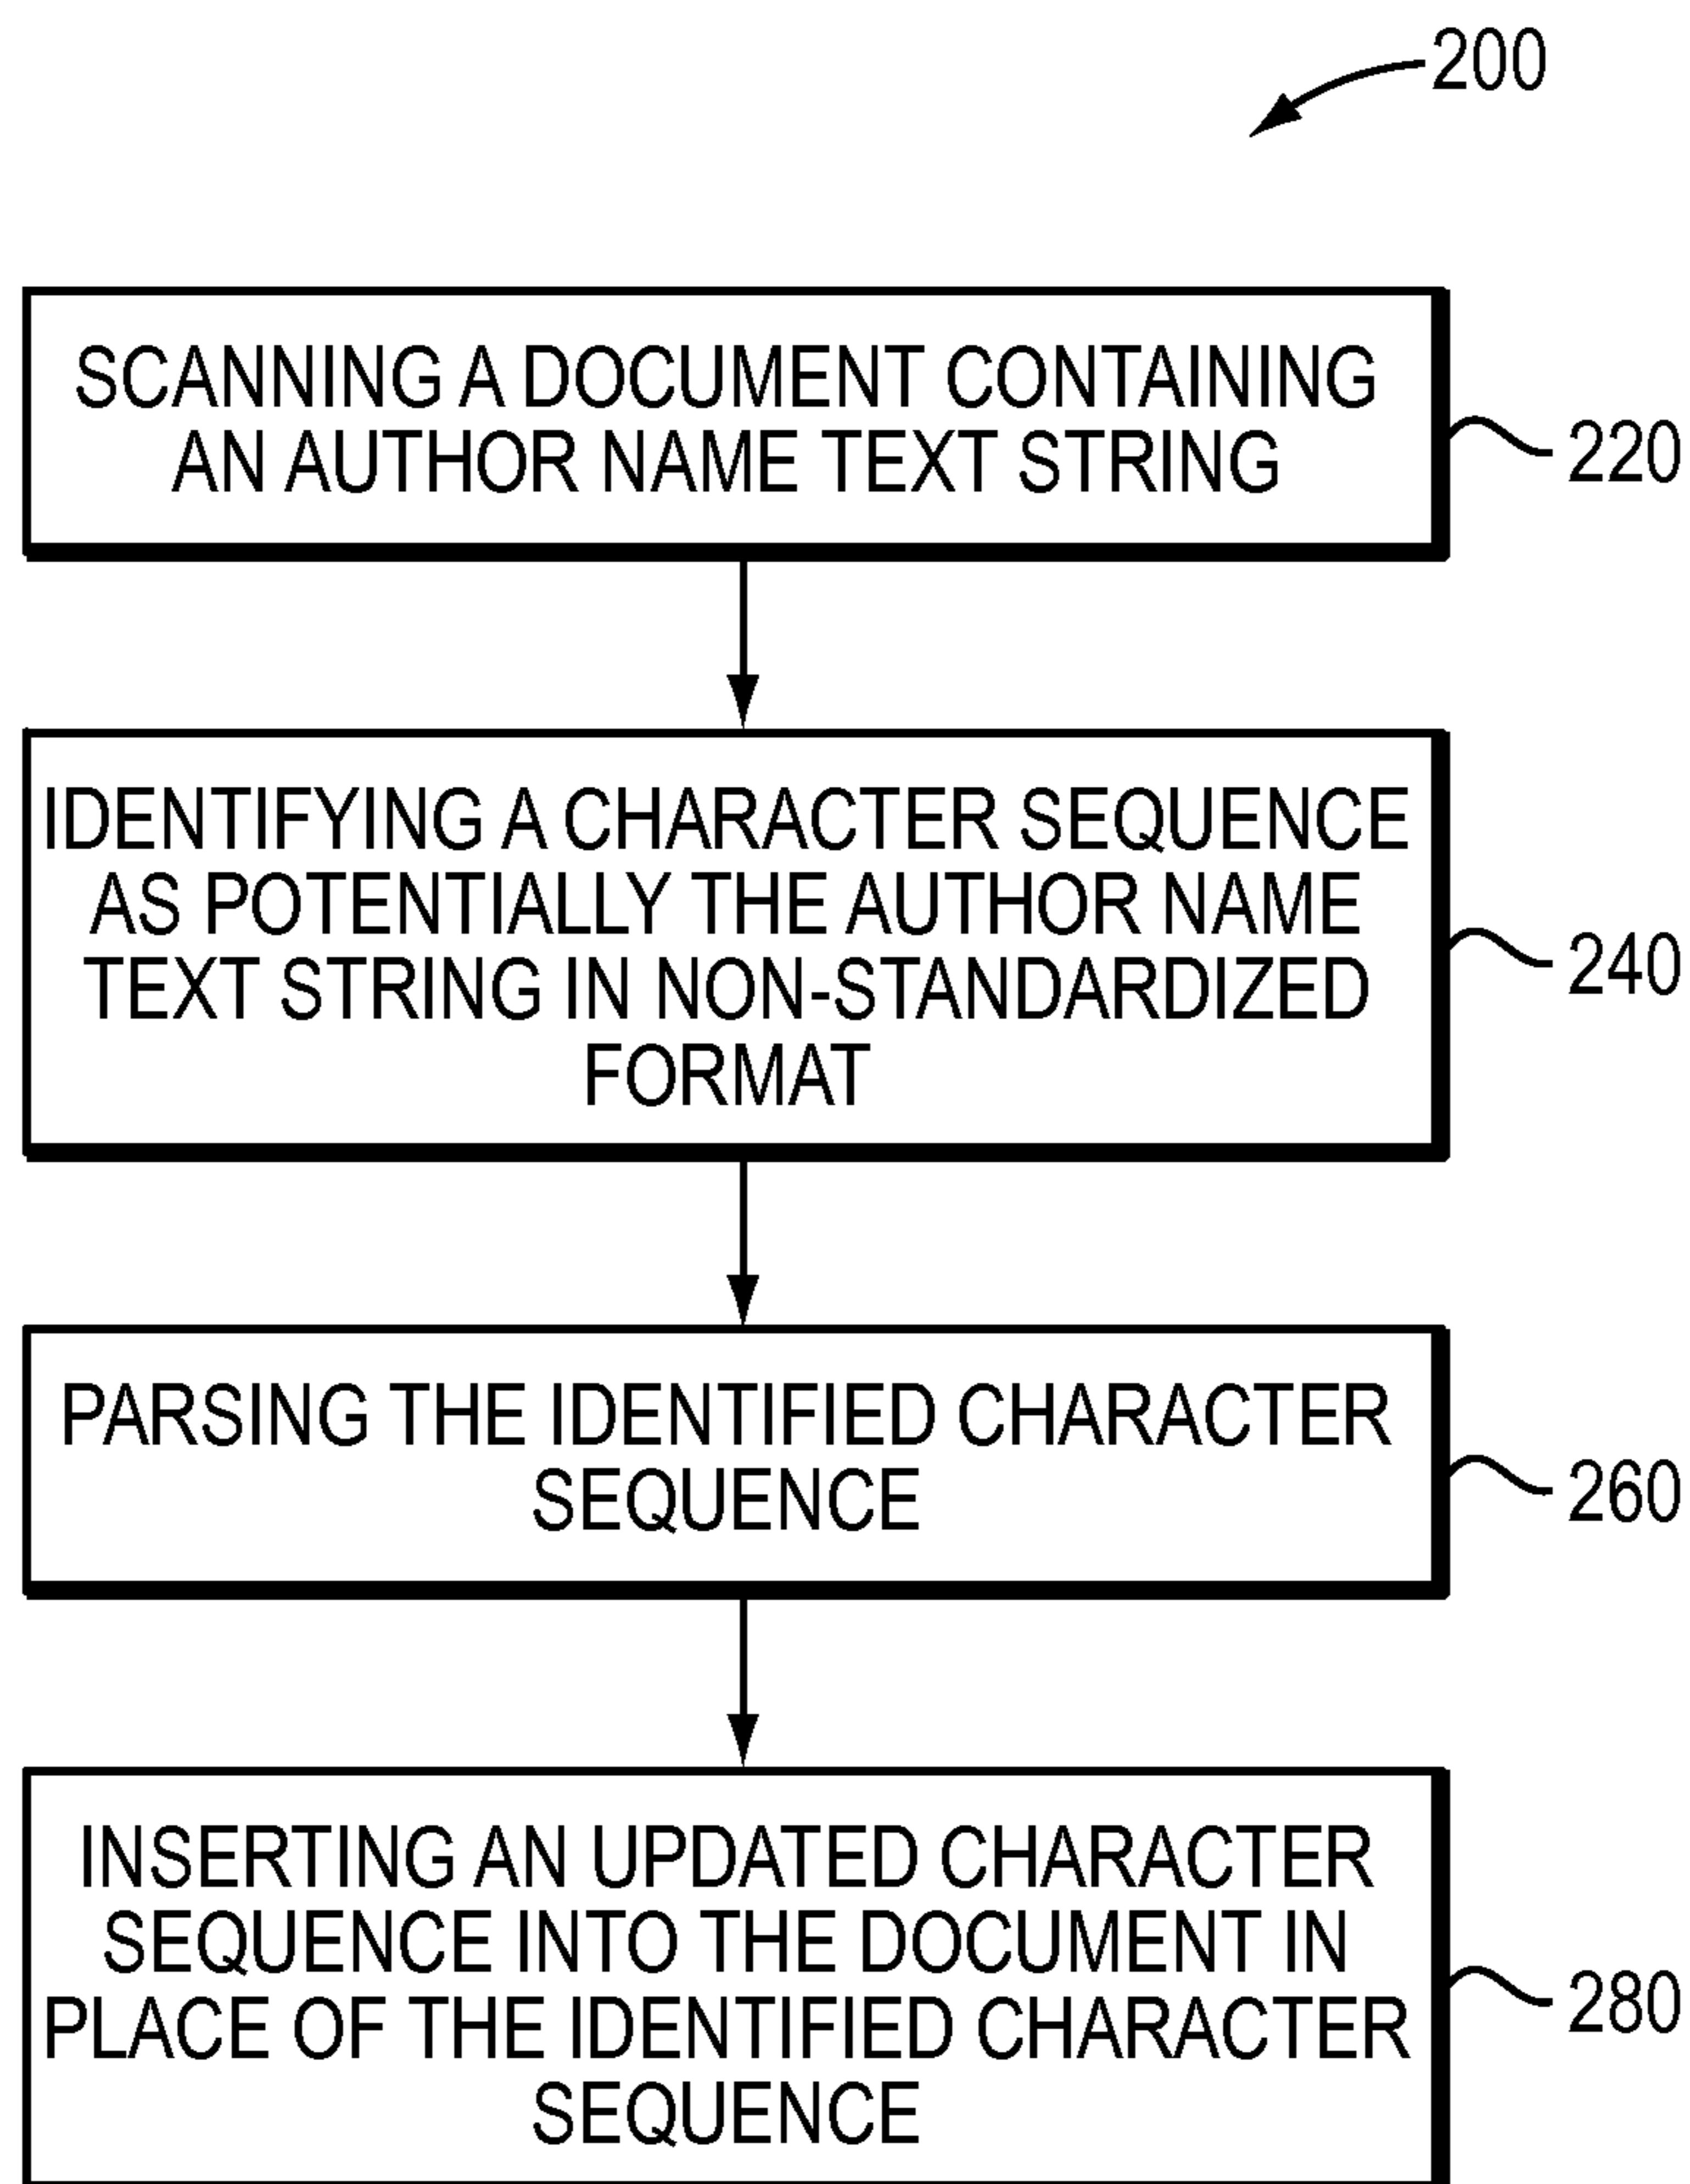 200
SCANNING A DOCUMENT CONTAINING
AN AUTHOR NAME TEXT STRING
220
IDENTIFYING A CHARACTER SEQUENCE
AS POTENTIALLY THE AUTHOR NAME
TEXT STRING IN NON-STANDARDIZED
FORMAT
240
PARSING THE IDENTIFIED CHARACTER
SEQUENCE
260
INSERTING AN UPDATED CHARACTER
SEQUENCE INTO THE DOCUMENT IN
PLACE OF THE IDENTIFIED CHARACTER
SEQUENCE
280